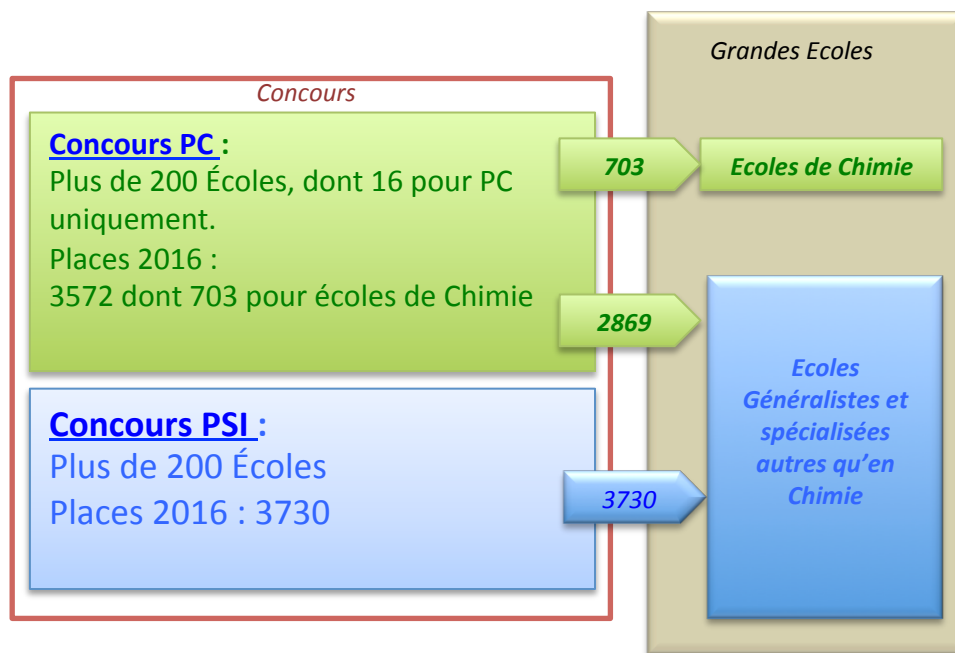 Grandes Ecoles
Concours
Concours PC :
Plus de 200 Écoles, dont 16 pour PC
uniquement.
Places 2016 :
3572 dont 703 pour écoles de Chimie
703
Ecoles de Chimie
2869
Concours PSI :
Plus de 200 Écoles
Places 2016 : 3730
3730
Ecoles
Généralistes et
spécialisées
autres qu’en
Chimie